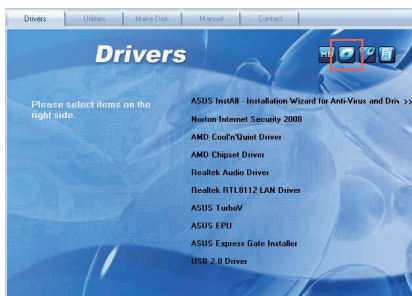 Drivers Utilities Make Disk Manual Contact
Drivers
Please select items on the
right side.
ASUS InstAll - Installation Wizard for Anti-Virus and Driv >>
Norton Internet Security 2008
AMD Cool'n'Quiet Driver
AMD Chipset Driver
Realtek Audio Driver
Realtek RTL8112 LAN Driver
ASUS TurboV
ASUS EPU
ASUS Express Gate Installer
USB 2.0 Driver